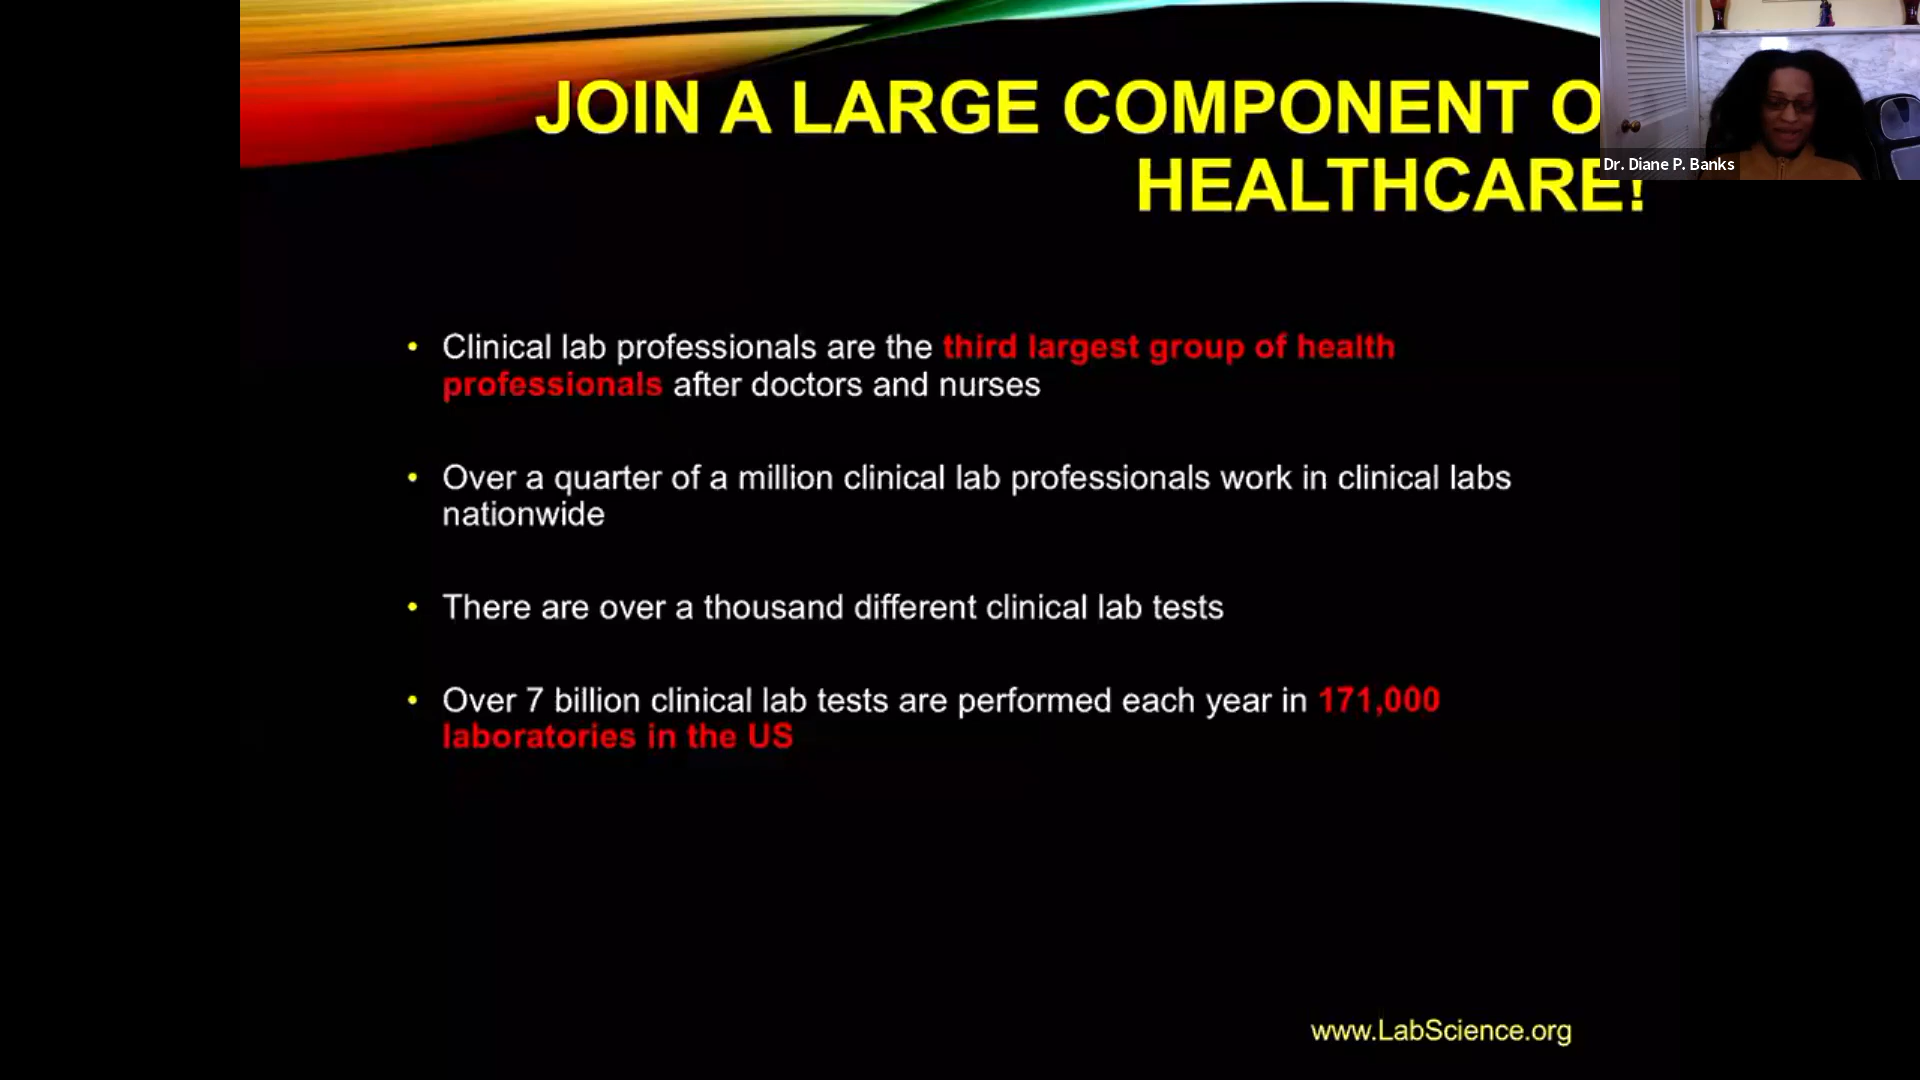 JOIN A LARGE COMPONENT O
HEALTHCARE!
Dr. Diane P. Banks
• Clinical lab professionals are the third largest group of health
professionals after doctors and nurses
• Over a quarter of a million clinical lab professionals work in clinical labs
nationwide
• There are over a thousand different clinical lab tests
• Over 7 billion clinical lab tests are performed each year in 171,000
laboratories in the US
www.LabScience.org